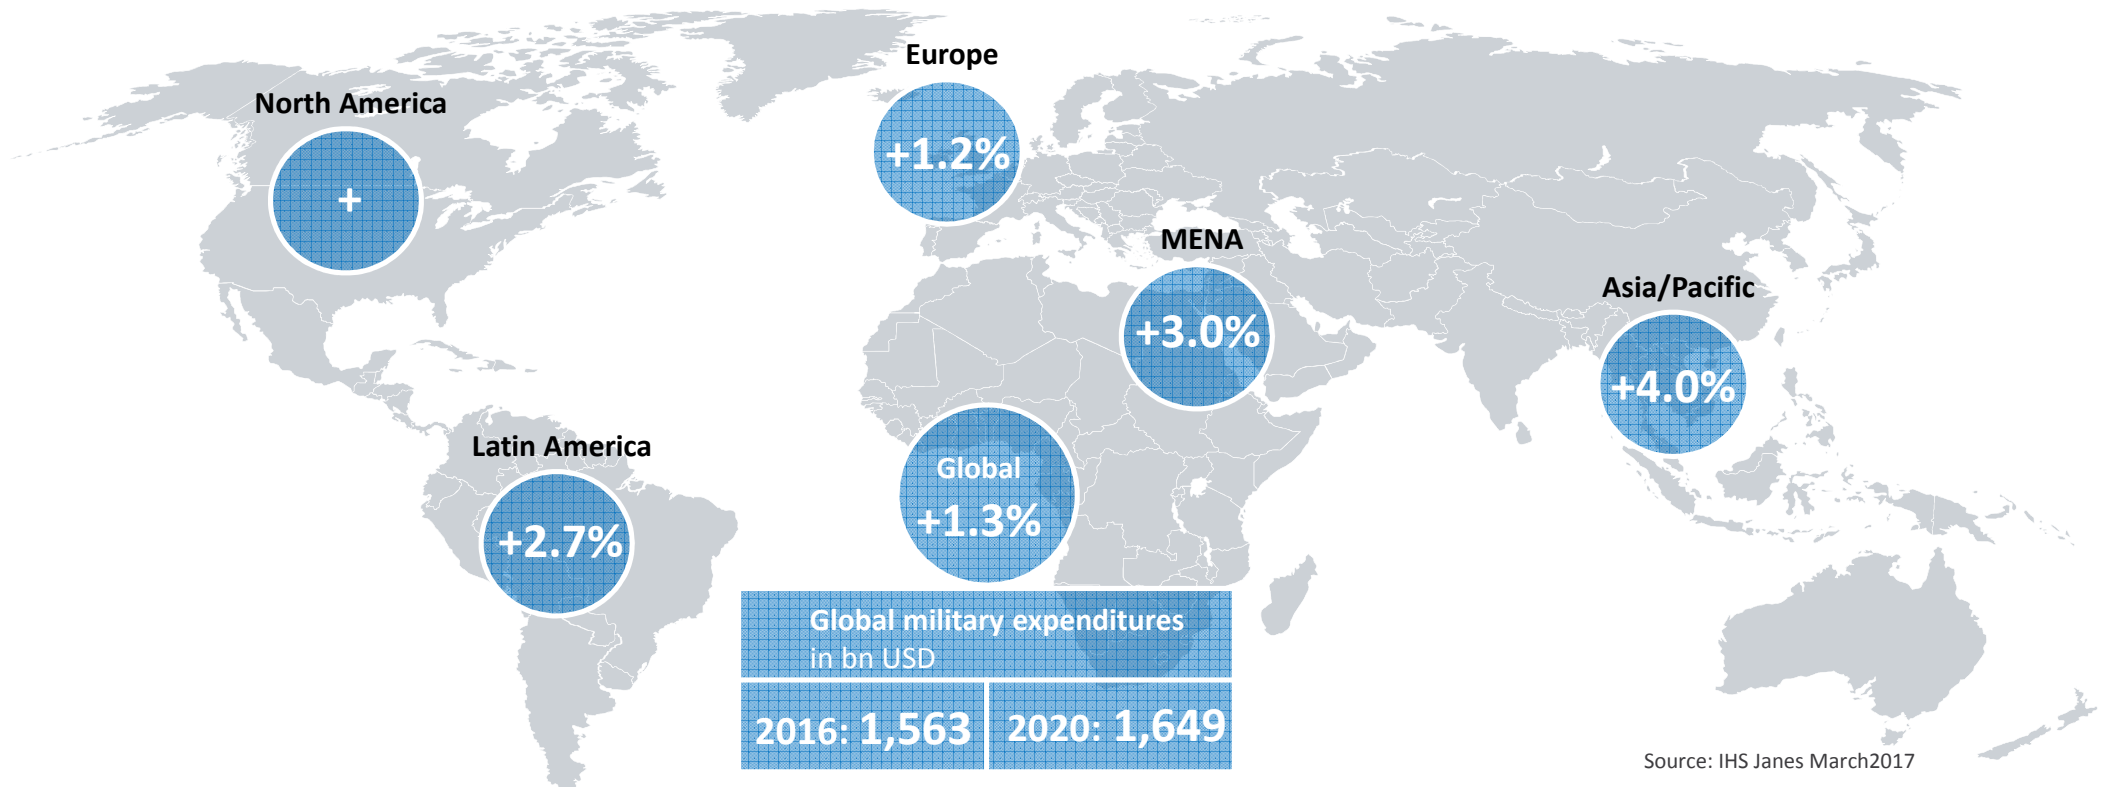 Europe
+1.2%
North America
+
MENA
+3.0%
Asia/Pacific
+4.0%
Latin America
+2.7%
Global
+1.3%
Global military expenditures
in bn USD
2016: 1,563
2020: 1,649
Source: IHS Janes March2017